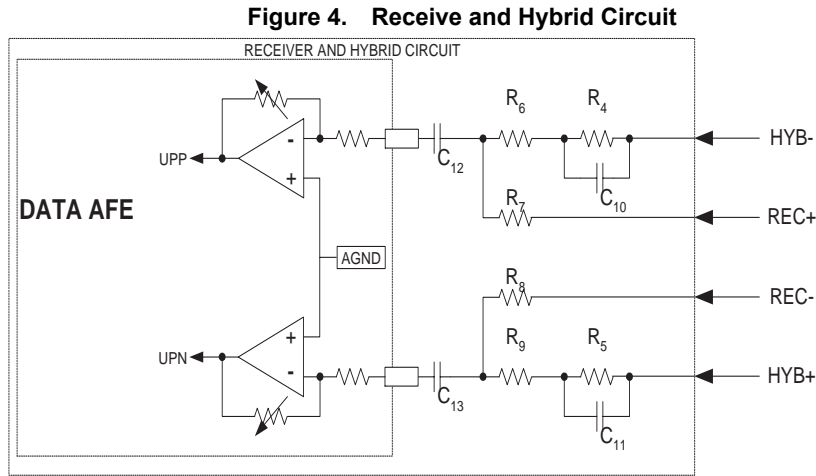 Figure 4. Receive and Hybrid Circuit
RECEIVER AND HYBRID CIRCUIT
R6
R4
-
UPP
+
C12
C10
HYB-
DATA AFE
R7
REC+
AGND
R8
REC-
UPN
+
-
R9
R5
C13
C11
HYB+